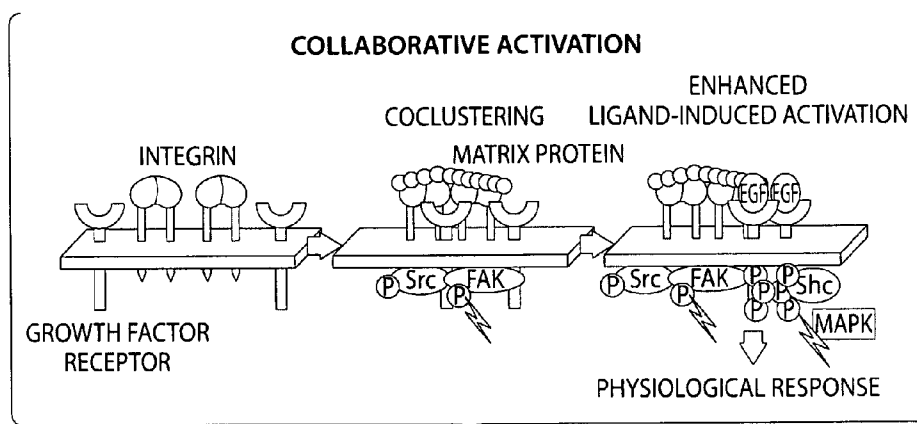 COLLABORATIVE ACTIVATION
INTEGRIN
GROWTH FACTOR
RECEPTOR
COCLUSTERING
MATRIX PROTEIN
P Src FAK
P
ENHANCED
LIGAND-INDUCED ACTIVATION
EGF EGF
P Src FAK P P Shc
P P P
P P
MAPK
PHYSIOLOGICAL RESPONSE